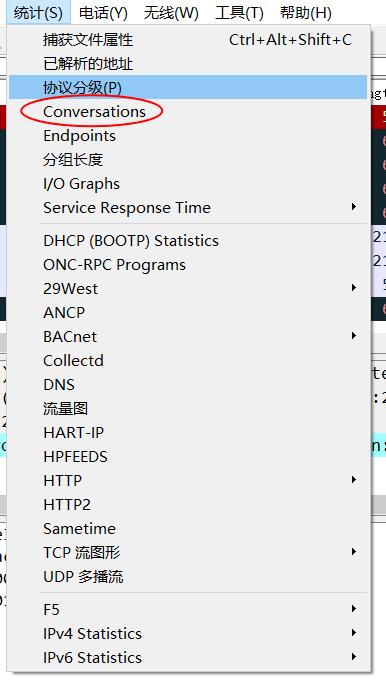 统计(S) 电话(Y) 无线(W) 工具(T) 帮助(H)
捕获文件属性 Ctrl+Alt+Shift+C
已解析的地址
协议分级(P)
Conversations
Endpoints
分组长度
I/O Graphs
Service Response Time
DHCP (BOOTP) Statistics
ONC-RPC Programs
29West
ANCP
BACnet
Collectd
DNS
流量图
HART-IP
HPFEEDS
HTTP
HTTP2
Sametime
TCP 流图形
UDP 多播流
F5
IPv4 Statistics
IPv6 Statistics